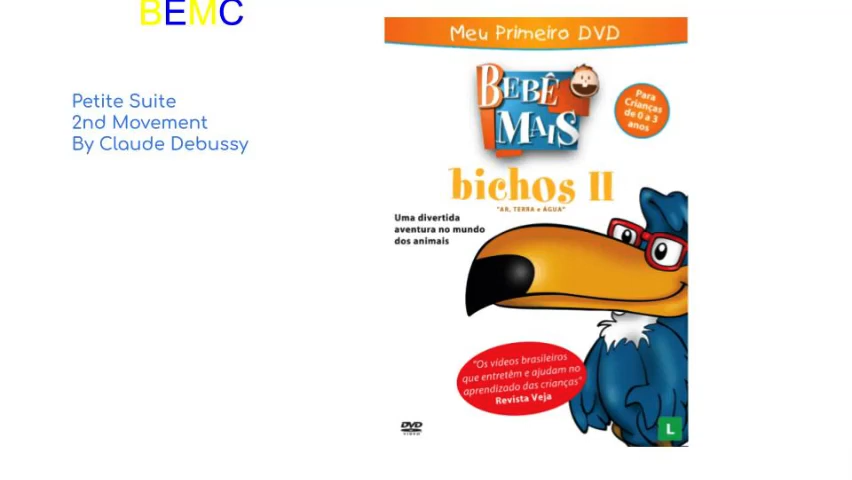 BEMC
Petite Suite
2nd Movement
By Claude Debussy
Meu Primeiro DVD
BEBÊ
MAIS
Para
Crianças
de 0 a 3
anos
bichos II
"AR, TERRA e ÁGUA"
Uma divertida
aventura no mundo
dos animais
"Os vídeos brasileiros
que entretêm e ajudam no
aprendizado das crianças"
Revista Veja
DVD
VIDEO
L